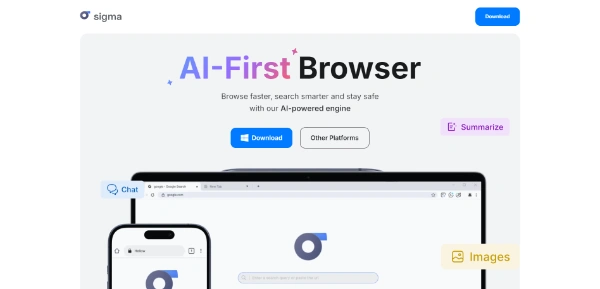 sigma
Download
AI-First Browser
Browse faster, search smarter and stay safe
with our AI-powered engine
Download
Other Platforms
Summarize
Chat
google - Google Search
New Tab
google.com
Images